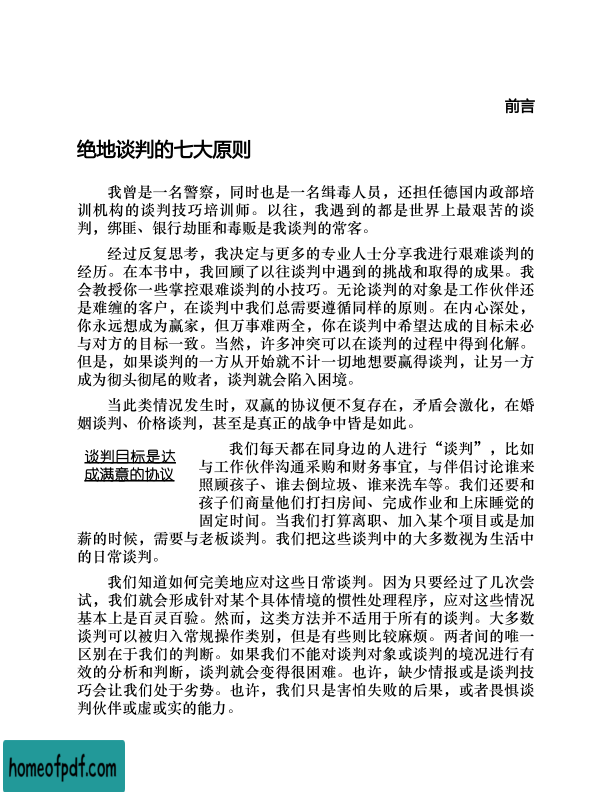 前言
绝地谈判的七大原则
我曾是一名警察，同时也是一名缉毒人员，还担任德国内政部培
训机构的谈判技巧培训师。以往，我遇到的都是世界上最艰苦的谈
判，绑匪、银行劫匪和毒贩是我谈判的常客。
经过反复思考，我决定与更多的专业人士分享我进行艰难谈判的
经历。在本书中，我回顾了以往谈判中遇到的挑战和取得的成果。我
会教授你一些掌控艰难谈判的小技巧。无论谈判的对象是工作伙伴还
是难缠的客户，在谈判中我们总需要遵循同样的原则。在内心深处，
你永远想成为赢家，但万事难两全，你在谈判中希望达成的目标未必
与对方的目标一致。当然，许多冲突可以在谈判的过程中得到化解。
但是，如果谈判的一方从开始就不计一切地想要赢得谈判，让另一方
成为彻头彻尾的败者，谈判就会陷入困境。
当此类情况发生时，双赢的协议便不复存在，矛盾会激化，在婚
姻谈判、价格谈判，甚至是真正的战争中皆是如此。
谈判目标是达
成满意的协议
我们每天都在同身边的人进行“谈判”，比如
与工作伙伴沟通采购和财务事宜，与伴侣讨论谁来
照顾孩子、谁去倒垃圾、谁来洗车等。我们还要和
孩子们商量他们打扫房间、完成作业和上床睡觉的
固定时间。当我们打算离职、加入某个项目或是加
薪的时候，需要与老板谈判。我们把这些谈判中的大多数视为生活中
的日常谈判。
我们知道如何完美地应对这些日常谈判。因为只要经过了几次尝
试，我们就会形成针对某个具体情境的惯性处理程序，应对这些情况
基本上是百灵百验。然而，这类方法并不适用于所有的谈判。大多数
谈判可以被归入常规操作类别，但是有些则比较麻烦。两者间的唯一
区别在于我们的判断。如果我们不能对谈判对象或谈判的境况进行有
效的分析和判断，谈判就会变得很困难。也许，缺少情报或是谈判技
巧会让我们处于劣势。也许，我们只是害怕失败的后果，或者畏惧谈
判伙伴或虚或实的能力。
homeofpdf.com